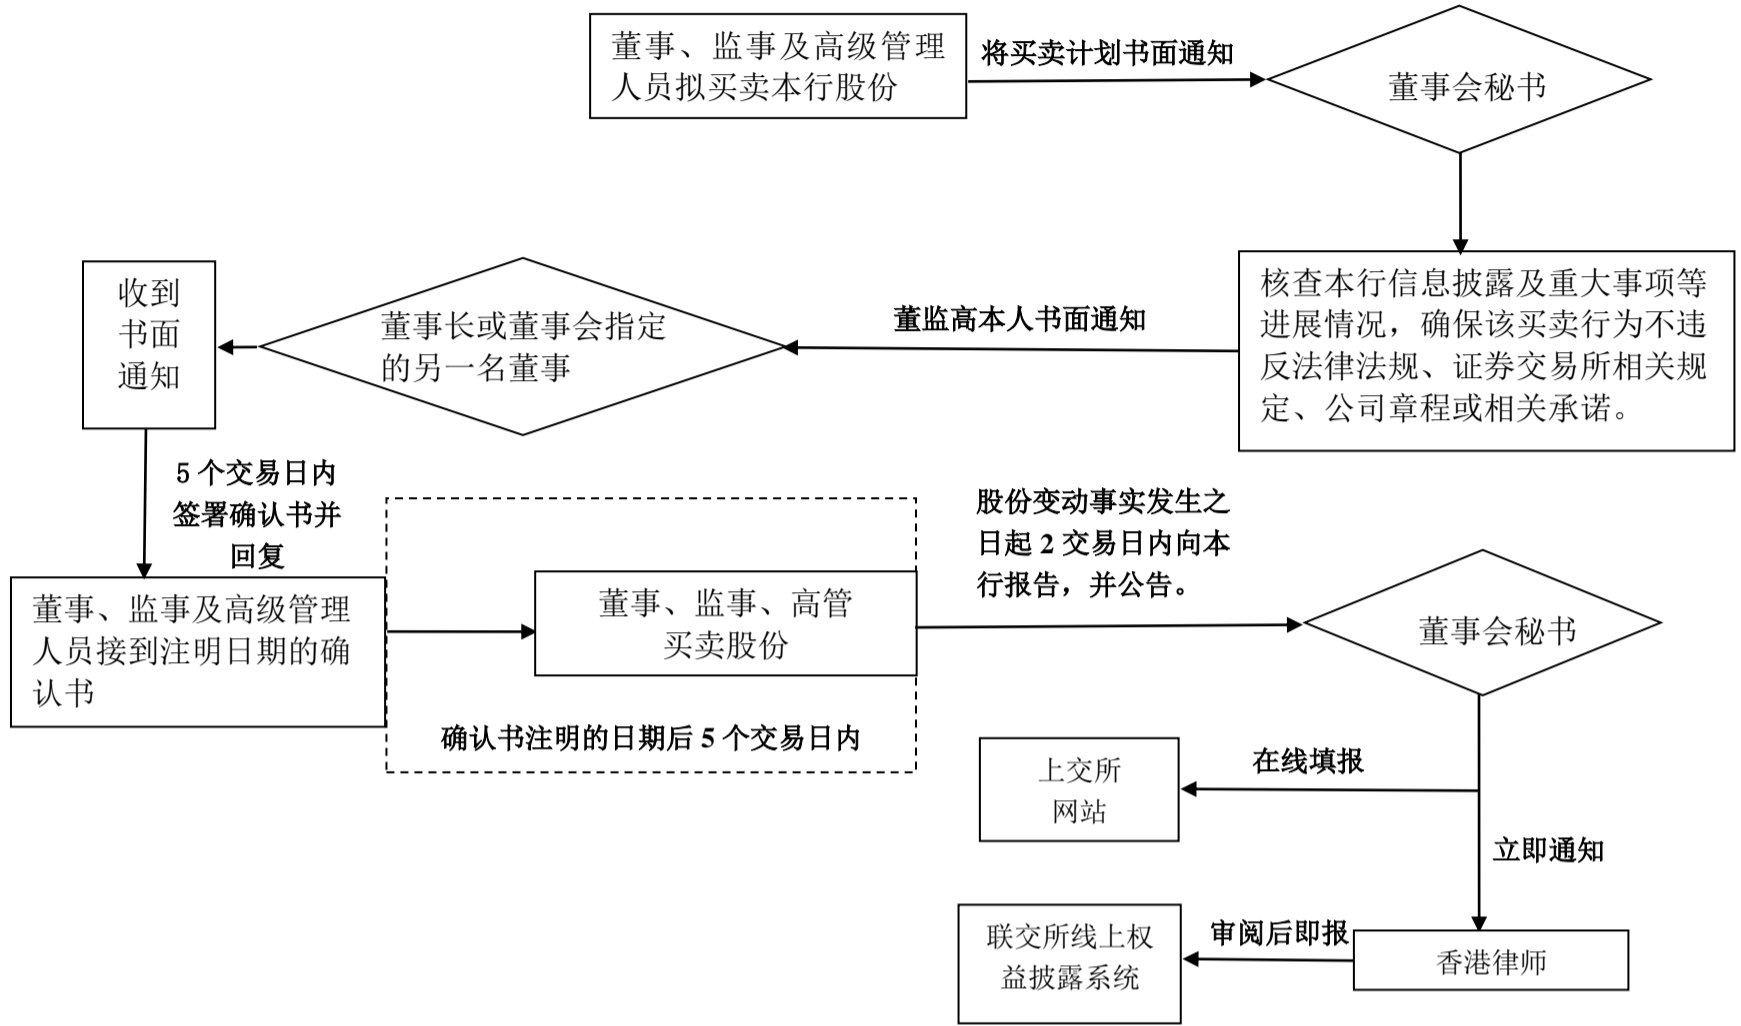 董事、监事及高级管理
人员拟买卖本行股份
将买卖计划书面通知
董事会秘书
核查本行信息披露及重大事项等
进展情况，确保该买卖行为不违
反法律法规、证券交易所相关规
定、公司章程或相关承诺。
董监高本人书面通知
董事长或董事会指定
的另一名董事
收到
书面
通知
5 个交易日内
签署确认书并
回复
董事、监事及高级管理
人员接到注明日期的确
认书
董事、监事、高管
买卖股份
确认书注明的日期后 5 个交易日内
股份变动事实发生之
日起 2 交易日内向本
行报告，并公告。
董事会秘书
在线填报
上交所
网站
立即通知
香港律师
审阅后即报
联交所线上权
益披露系统